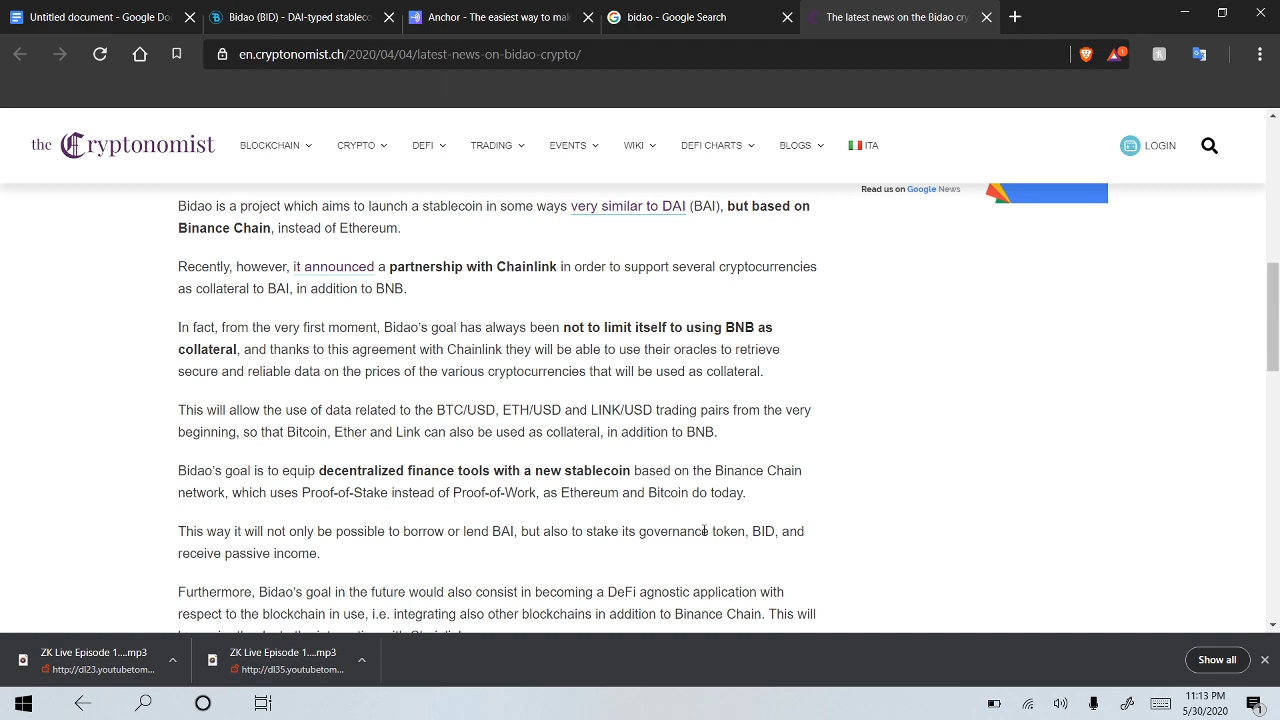 Untitled document - Google Do
Bidao (BID) – DAI-typed stableco
Anchor - The easiest way to mak
bidao - Google Search
The latest news on the Bidao cry
en.cryptonomist.ch/2020/04/04/latest-news-on-bidao-crypto/
1
the Cryptonomist
BLOCKCHAIN
CRYPTO
DEFI
TRADING
EVENTS
WIKI
DEFI CHARTS
BLOGS
ITA
LOGIN
Read us on Google News
Bidao is a project which aims to launch a stablecoin in some ways very similar to DAI (BAI), but based on
Binance Chain, instead of Ethereum.
Recently, however, it announced a partnership with Chainlink in order to support several cryptocurrencies
as collateral to BAI, in addition to BNB.
In fact, from the very first moment, Bidao's goal has always been not to limit itself to using BNB as
collateral, and thanks to this agreement with Chainlink they will be able to use their oracles to retrieve
secure and reliable data on the prices of the various cryptocurrencies that will be used as collateral.
This will allow the use of data related to the BTC/USD, ETH/USD and LINK/USD trading pairs from the very
beginning, so that Bitcoin, Ether and Link can also be used as collateral, in addition to BNB.
Bidao's goal is to equip decentralized finance tools with a new stablecoin based on the Binance Chain
network, which uses Proof-of-Stake instead of Proof-of-Work, as Ethereum and Bitcoin do today.
This way it will not only be possible to borrow or lend BAI, but also to stake its governance token, BID, and
receive passive income.
Furthermore, Bidao's goal in the future would also consist in becoming a DeFi agnostic application with
respect to the blockchain in use, i.e. integrating also other blockchains in addition to Binance Chain. This will
ZK Live Episode 1....mp3
http://dl23.youtubetom...
ZK Live Episode 1....mp3
http://dl35.youtubetom...
Show all
11:13 PM
5/30/2020
1